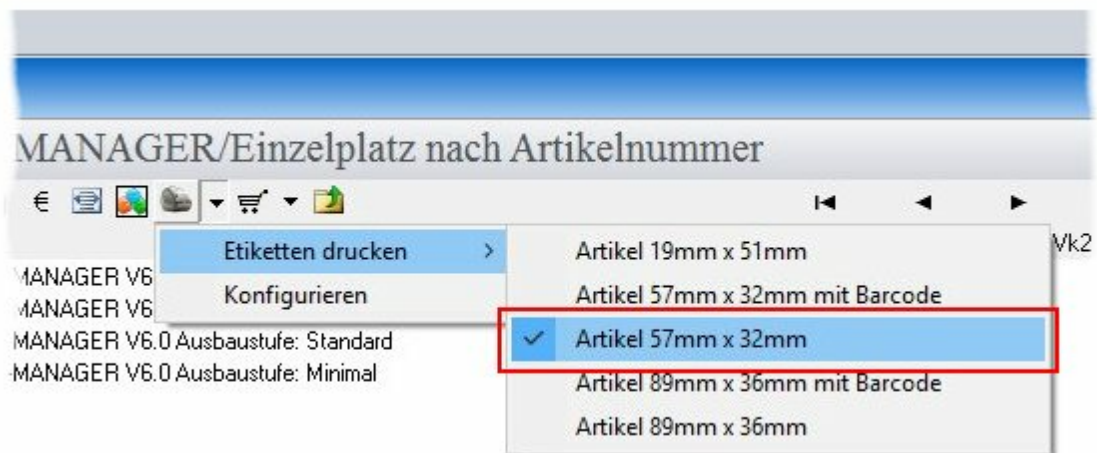 MANAGER/Einzelplatz nach Artikelnummer
€
Etiketten drucken
Konfigurieren
Artikel 19mm x 51mm
Artikel 57mm x 32mm mit Barcode
Artikel 57mm x 32mm
Artikel 89mm x 36mm mit Barcode
Artikel 89mm x 36mm
Vk2
MANAGER V6
MANAGER V6
MANAGER V6.0 Ausbaustufe: Standard
-MANAGER V6.0 Ausbaustufe: Minimal